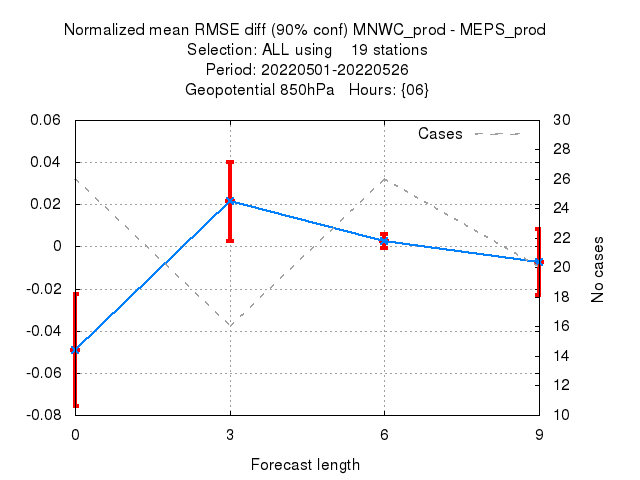 Normalized mean RMSE diff (90% conf) MNWC_prod - MEPS_prod
Selection: ALL using    19 stations
Period: 20220501-20220526
Geopotential 850hPa   Hours: {06}
Cases
0.06
0.04
0.02
0
-0.02
-0.04
-0.06
-0.08
30
28
26
24
22
20
18
16
14
12
10
No cases
0 3 6 9
Forecast length